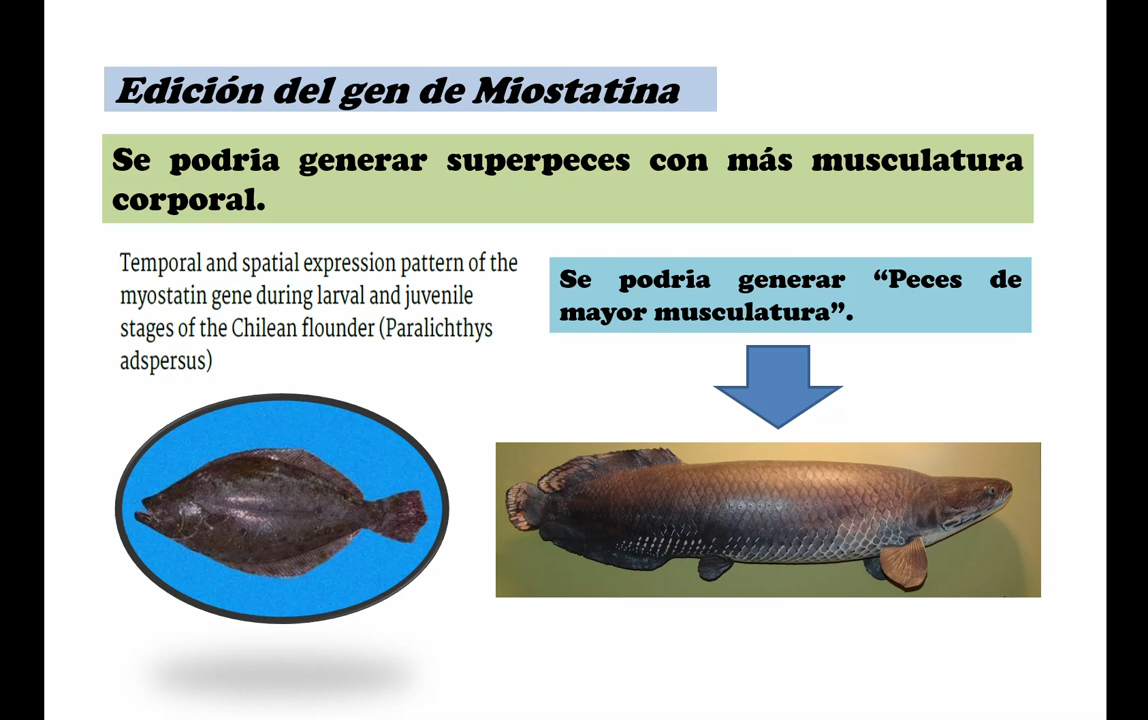 Edición del gen de Miostatina
Se podria generar superpeces con más musculatura
corporal.
Temporal and spatial expression pattern of the
myostatin gene during larval and juvenile
stages of the Chilean flounder (Paralichthys
adspersus)
Se podria generar “Peces de
mayor musculatura”.